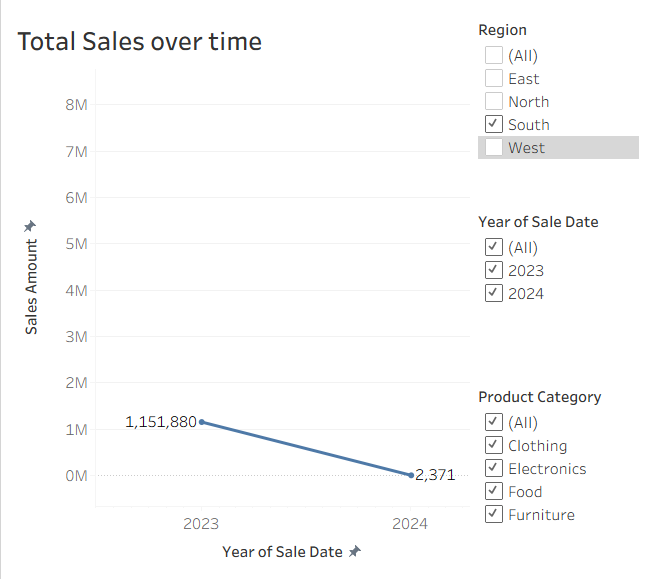 Total Sales over time
8M
7M
6M
5M
4M
3M
2M
1M
0M
Sales Amount
1,151,880
2,371
2023
2024
Year of Sale Date
Region
(All)
East
North
South
West
Year of Sale Date
(All)
2023
2024
Product Category
(All)
Clothing
Electronics
Food
Furniture